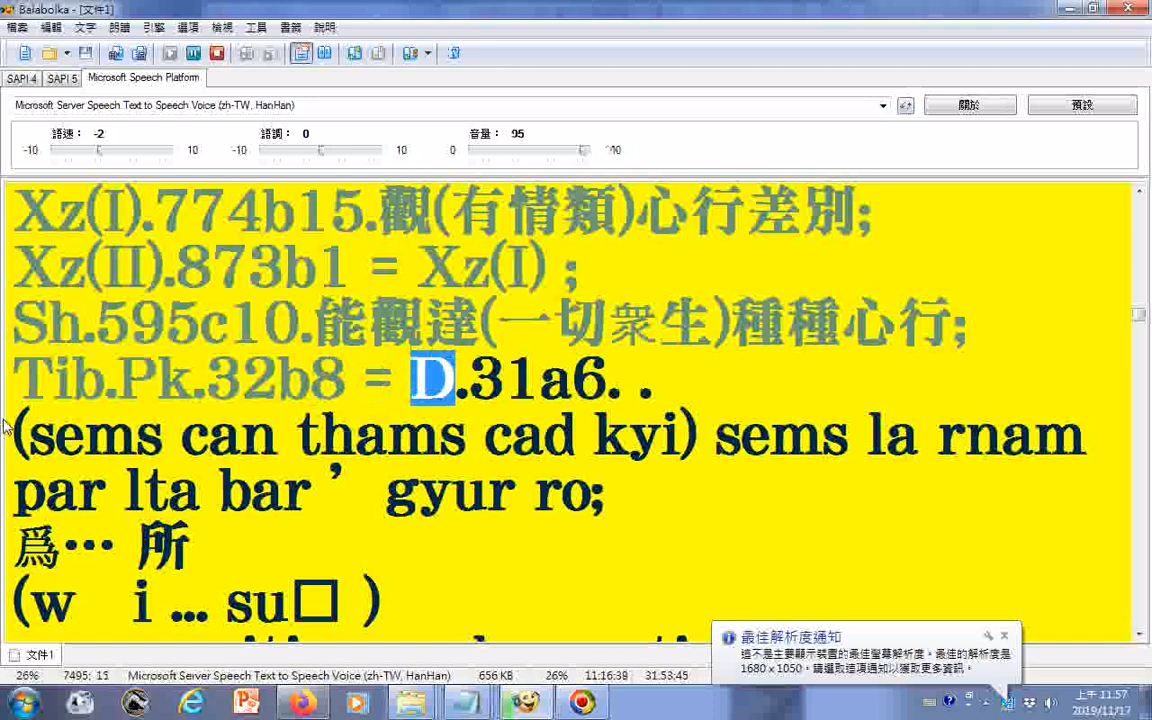 Balabolka - [文件1]
檔案 編輯 文字 朗讀 引擎 選項 檢視 工具 書籤 說明
SAPI 4 SAPI 5 Microsoft Speech Platform
Microsoft Server Speech Text to Speech Voice (zh-TW, HanHan) 關於 預設
語速： -2 語調： 0 音量： 95
-10 10 -10 10 0
Xz(I).774b15.觀(有情類)心行差別;
Xz(II).873b1 = Xz(I) ;
Sh.595c10.能觀達(一切衆生)種種心行;
Tib.Pk.32b8 = D.31a6. .
(sems can thams cad kyi) sems la rnam
par lta bar ’ gyur ro;
爲… 所
(w i ... su□ )
最佳解析度通知
這不是主要顯示裝置的最佳螢幕解析度。最佳的解析度是
1680 x 1050。請選取這項通知以獲取更多資訊。
文件1
26% 7495: 11 Microsoft Server Speech Text to Speech Voice (zh-TW, HanHan) 656 KB 26% 11:16:38 31:53:45
上午 11:57
2019/11/17